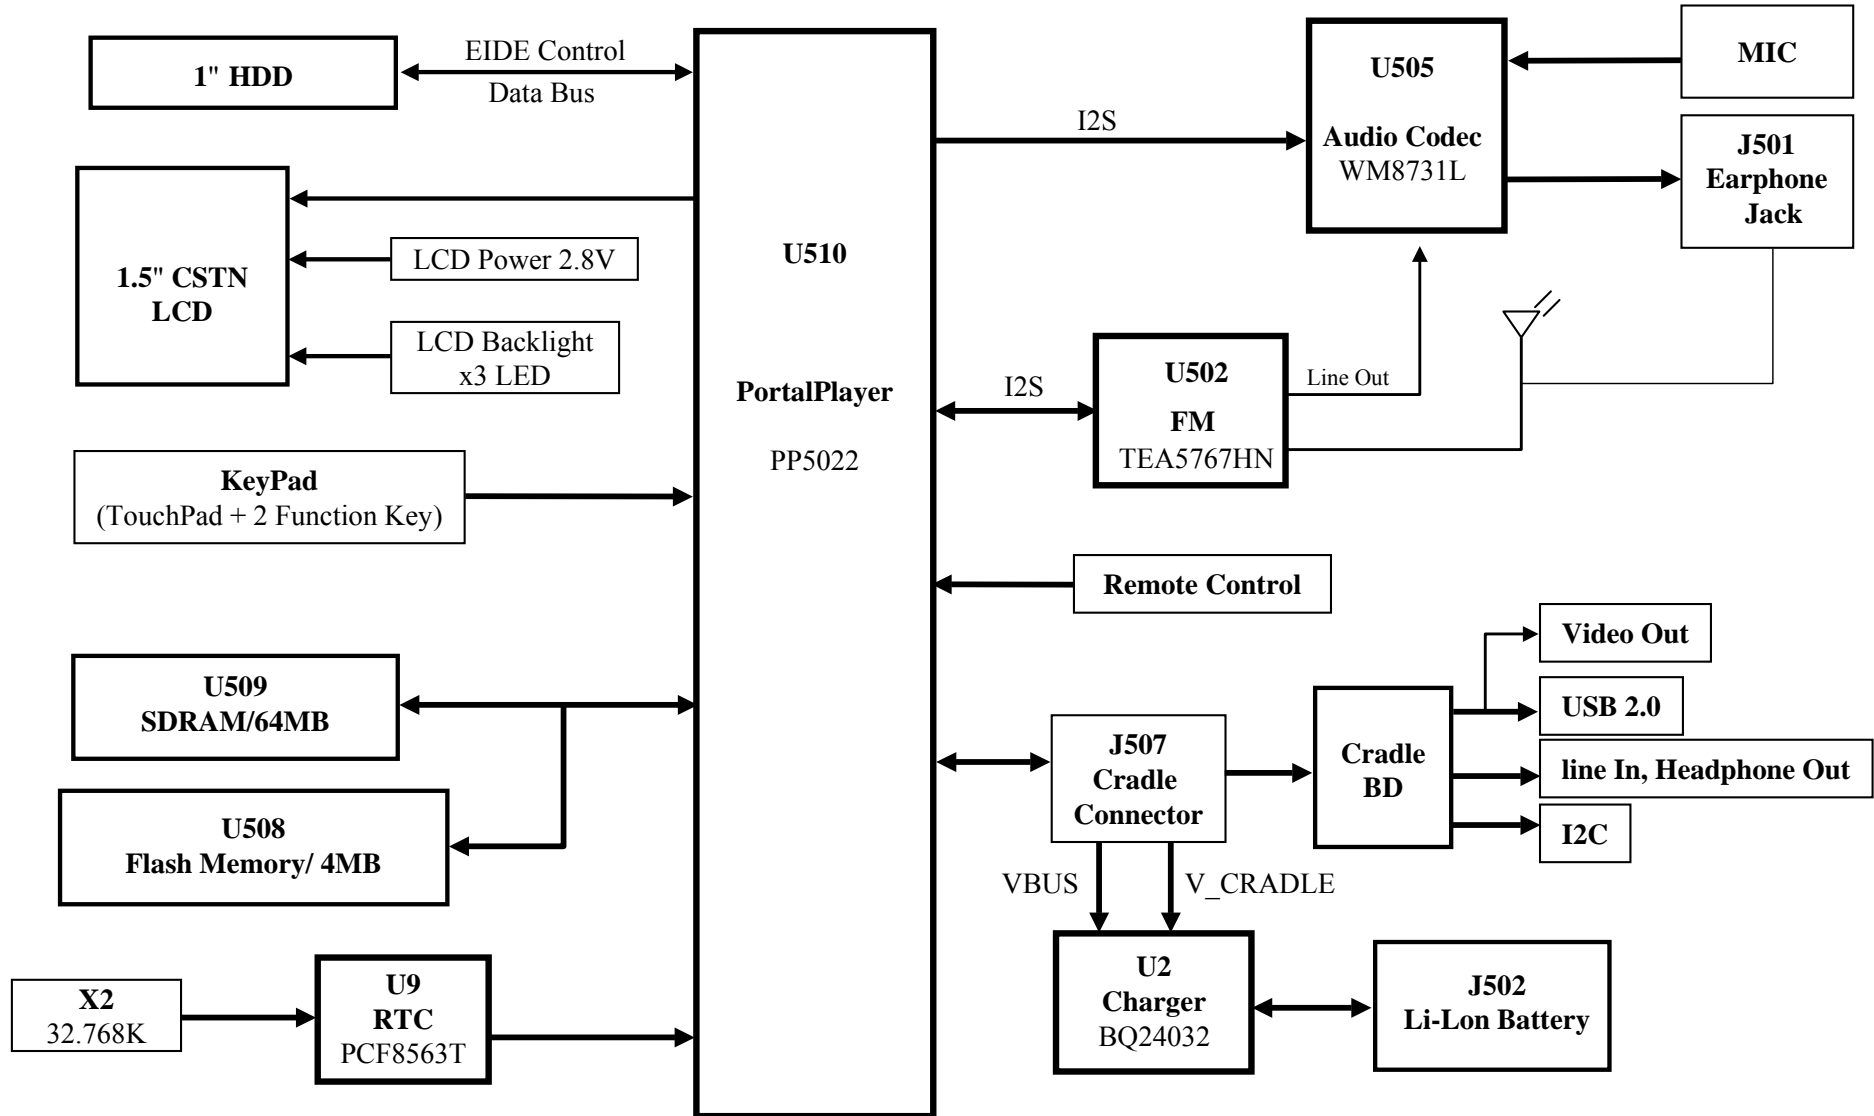 1" HDD
EIDE Control
Data Bus
1.5" CSTN
LCD
LCD Power 2.8V
LCD Backlight
x3 LED
KeyPad
(TouchPad + 2 Function Key)
U509
SDRAM/64MB
U508
Flash Memory/ 4MB
X2
32.768K
U9
RTC
PCF8563T
U510
PortalPlayer
PP5022
I2S
U505
Audio Codec
WM8731L
MIC
J501
Earphone
Jack
I2S
U502
FM
TEA5767HN
Line Out
Remote Control
J507
Cradle
Connector
Cradle
BD
Video Out
USB 2.0
line In, Headphone Out
I2C
VBUS
V_CRADLE
U2
Charger
BQ24032
J502
Li-Lon Battery